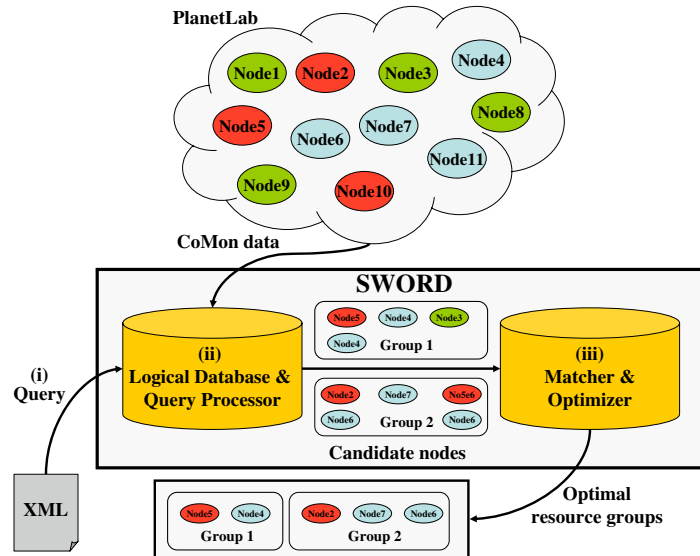 PlanetLab
Node1 Node2 Node3 Node4
Node5 Node6 Node7 Node8
Node9 Node10 Node11
CoMon data
SWORD
(i)
Query
XML
(ii)
Logical Database &
Query Processor
Node5 Node4 Node3
Node4
Group 1
Node2 Node7 No5e6
Node6 Node6
Group 2
Candidate nodes
(iii)
Matcher &
Optimizer
Optimal
resource groups
Node5 Node4
Group 1
Node2 Node7 Node6
Group 2